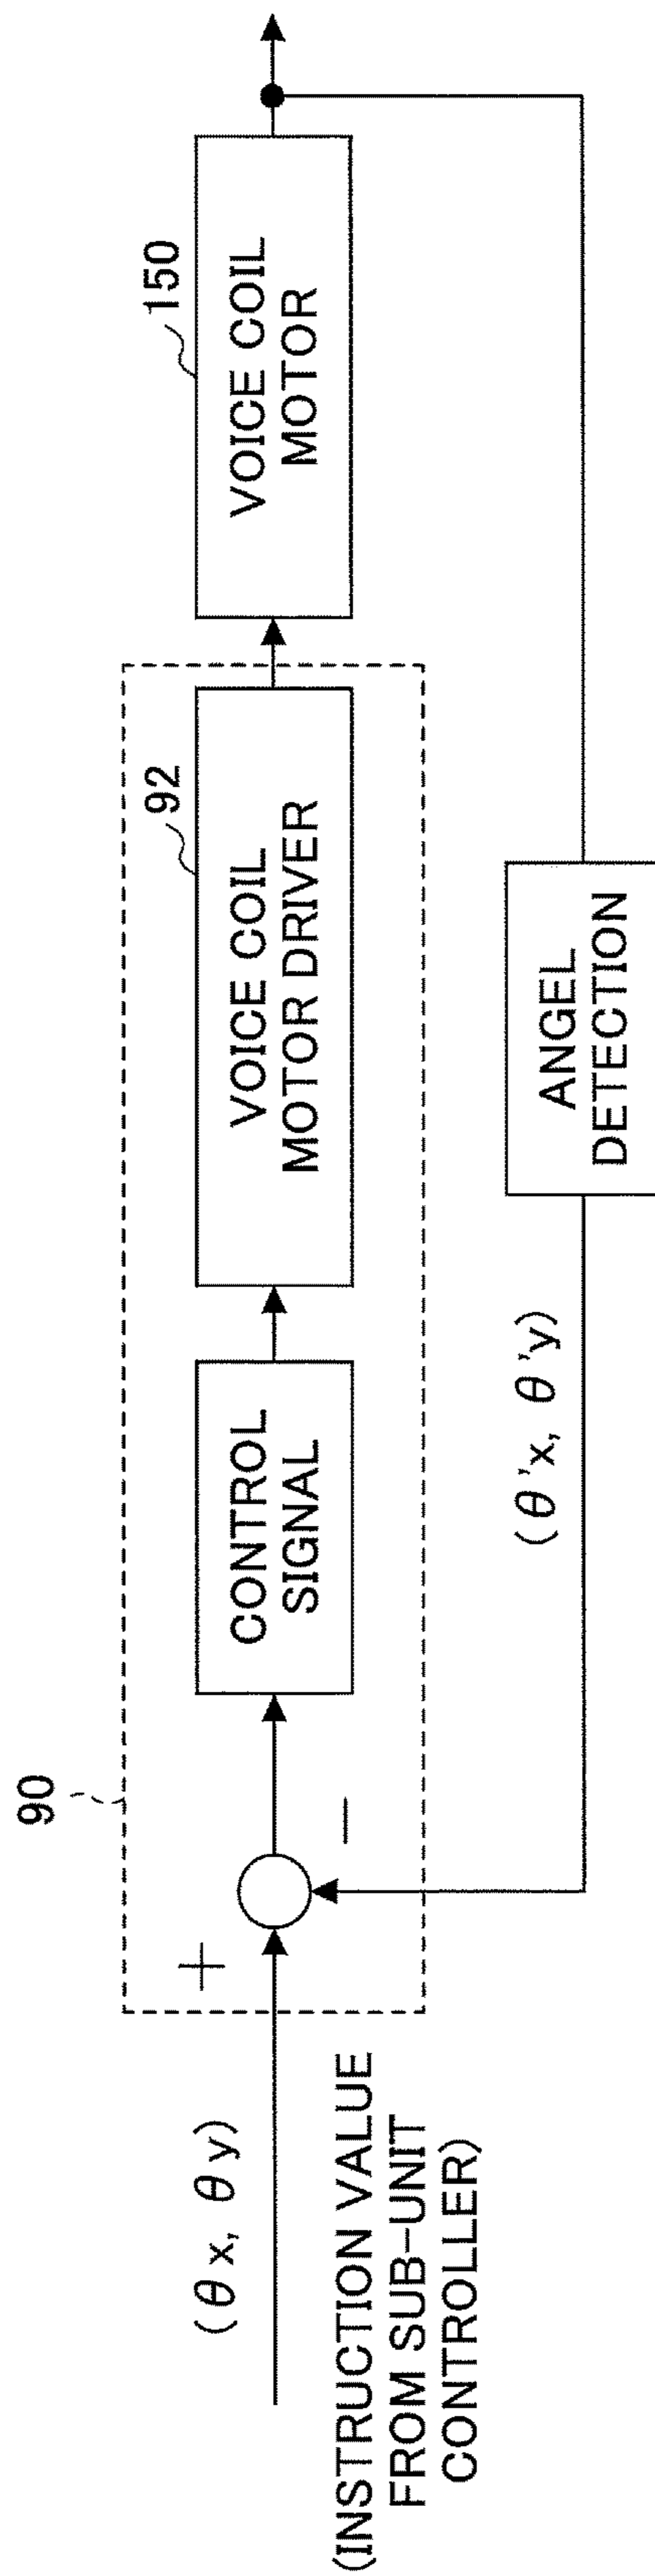 90
(θx, θy)
(INSTRUCTION VALUE
FROM SUB-UNIT
CONTROLLER)
+
−
CONTROL
SIGNAL
92
VOICE COIL
MOTOR DRIVER
150
VOICE COIL
MOTOR
(θ'x, θ'y)
ANGEL
DETECTION